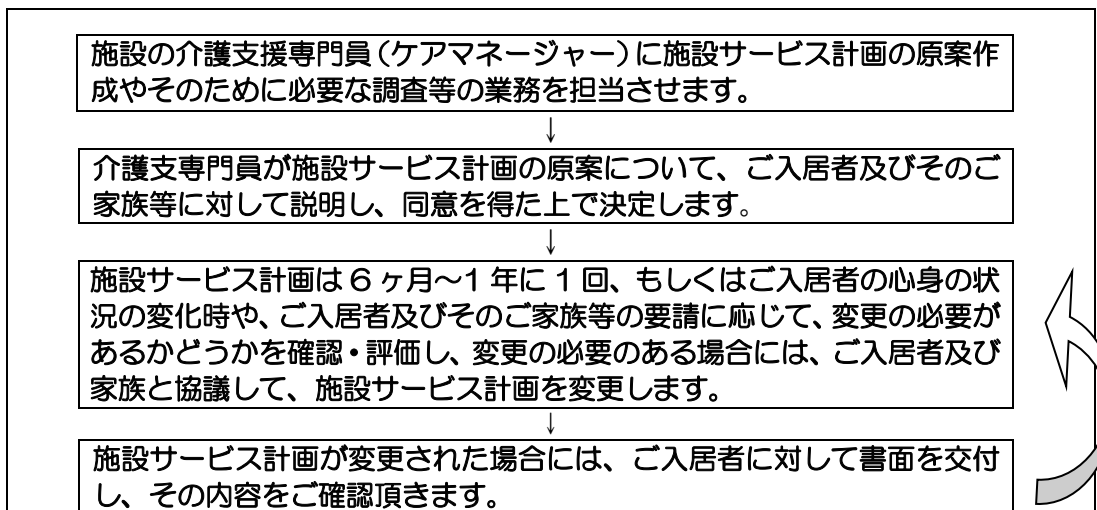 施設の介護支援専門員（ケアマネージャー）に施設サービス計画の原案作
成やそのために必要な調査等の業務を担当させます。
↓
介護支専門員が施設サービス計画の原案について、ご入居者及びそのご
家族等に対して説明し、同意を得た上で決定します。
↓
施設サービス計画は６ヶ月～1 年に 1 回、もしくはご入居者の心身の状
況の変化時や、ご入居者及びそのご家族等の要請に応じて、変更の必要が
あるかどうかを確認・評価し、変更の必要のある場合には、ご入居者及び
家族と協議して、施設サービス計画を変更します。
↓
施設サービス計画が変更された場合には、ご入居者に対して書面を交付
し、その内容をご確認頂きます。